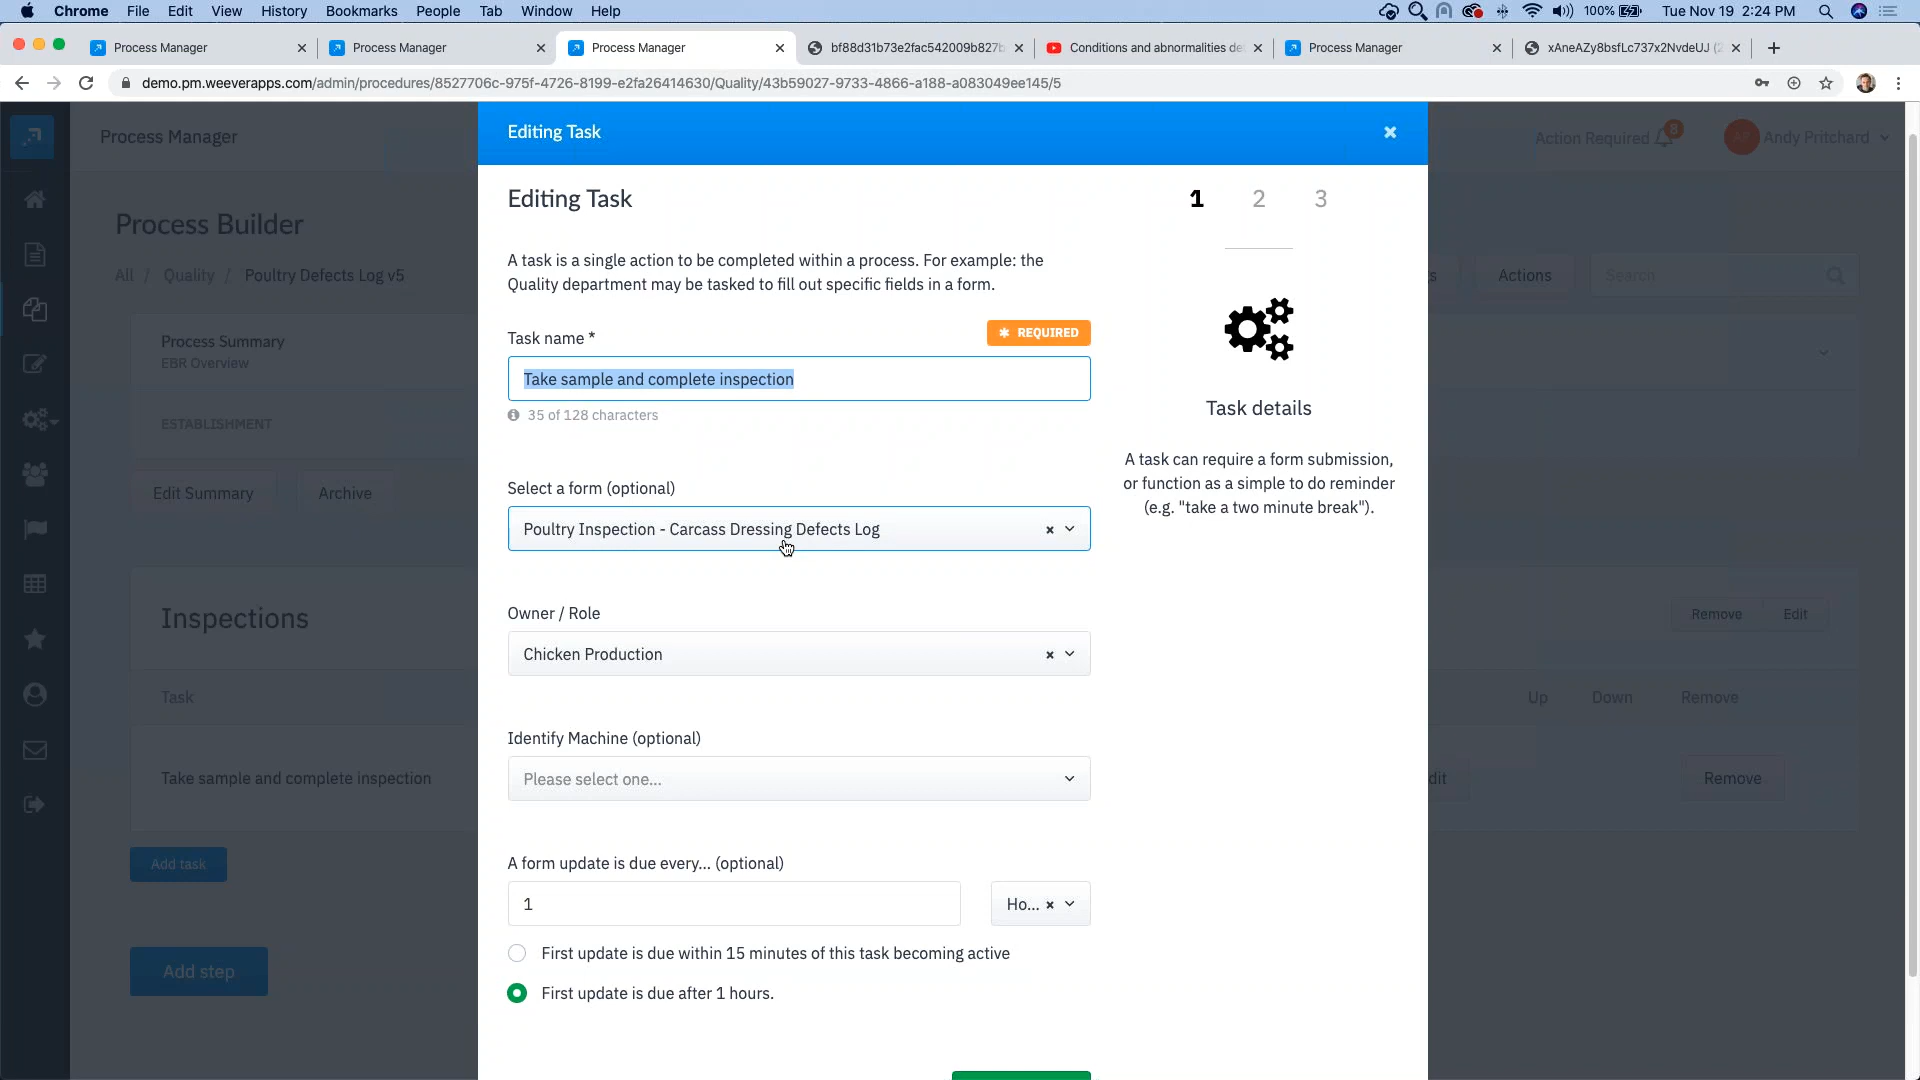 Chrome File Edit View History Bookmarks People Tab Window Help 100% Tue Nov 19 2:24 PM
Process Manager Process Manager Process Manager bf88d31b73e2fac542009b827b Conditions and abnormalities de Process Manager xAneAZy8bsfLc737x2NvdeUJ (2
demo.pm.weeverapps.com/admin/procedures/8527706c-975f-4726-8199-e2fa26414630/Quality/43b59027-9733-4866-a188-a083049ee145/5
Process Manager
Editing Task
Action Required 8 Andy Pritchard
Process Builder
All / Quality / Poultry Defects Log v5
Actions Search
Process Summary
EBR Overview
ESTABLISHMENT
Edit Summary Archive
Inspections
Remove Edit
Task
Up Down Remove
Take sample and complete inspection
dit Remove
Add task
Add step
Editing Task
1 2 3
A task is a single action to be completed within a process. For example: the
Quality department may be tasked to fill out specific fields in a form.
Task name *
* REQUIRED
Take sample and complete inspection
35 of 128 characters
Select a form (optional)
Poultry Inspection - Carcass Dressing Defects Log
Owner / Role
Chicken Production
Identify Machine (optional)
Please select one...
A form update is due every... (optional)
1 Ho...
First update is due within 15 minutes of this task becoming active
First update is due after 1 hours.
Task details
A task can require a form submission,
or function as a simple to do reminder
(e.g. "take a two minute break").